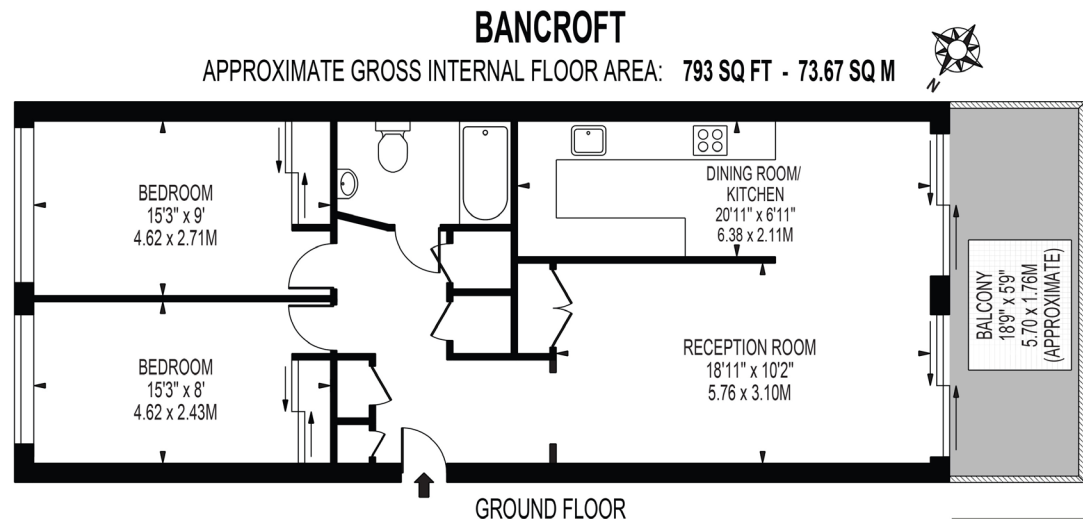 BANCROFT
APPROXIMATE GROSS INTERNAL FLOOR AREA: 793 SQ FT - 73.67 SQ M
N
BEDROOM
15'3" x 9'
4.62 x 2.71M
DINING ROOM/
KITCHEN
20'11" x 6'11"
6.38 x 2.11M
BALCONY
18'9" x 5'9"
5.70 x 1.76M
(APPROXIMATE)
BEDROOM
15'3" x 8'
4.62 x 2.43M
RECEPTION ROOM
18'11" x 10'2"
5.76 x 3.10M
GROUND FLOOR